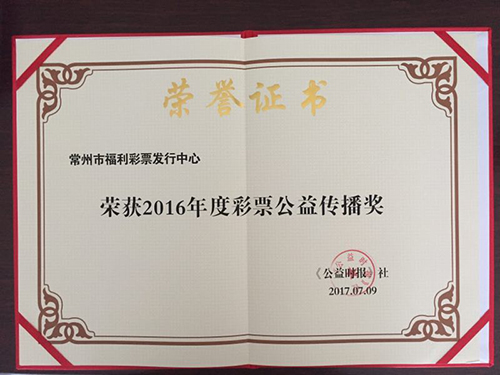 荣誉证书
常州市福利彩票发行中心
荣获2016年度彩票公益传播奖
《公益时报》社
2017.07.09